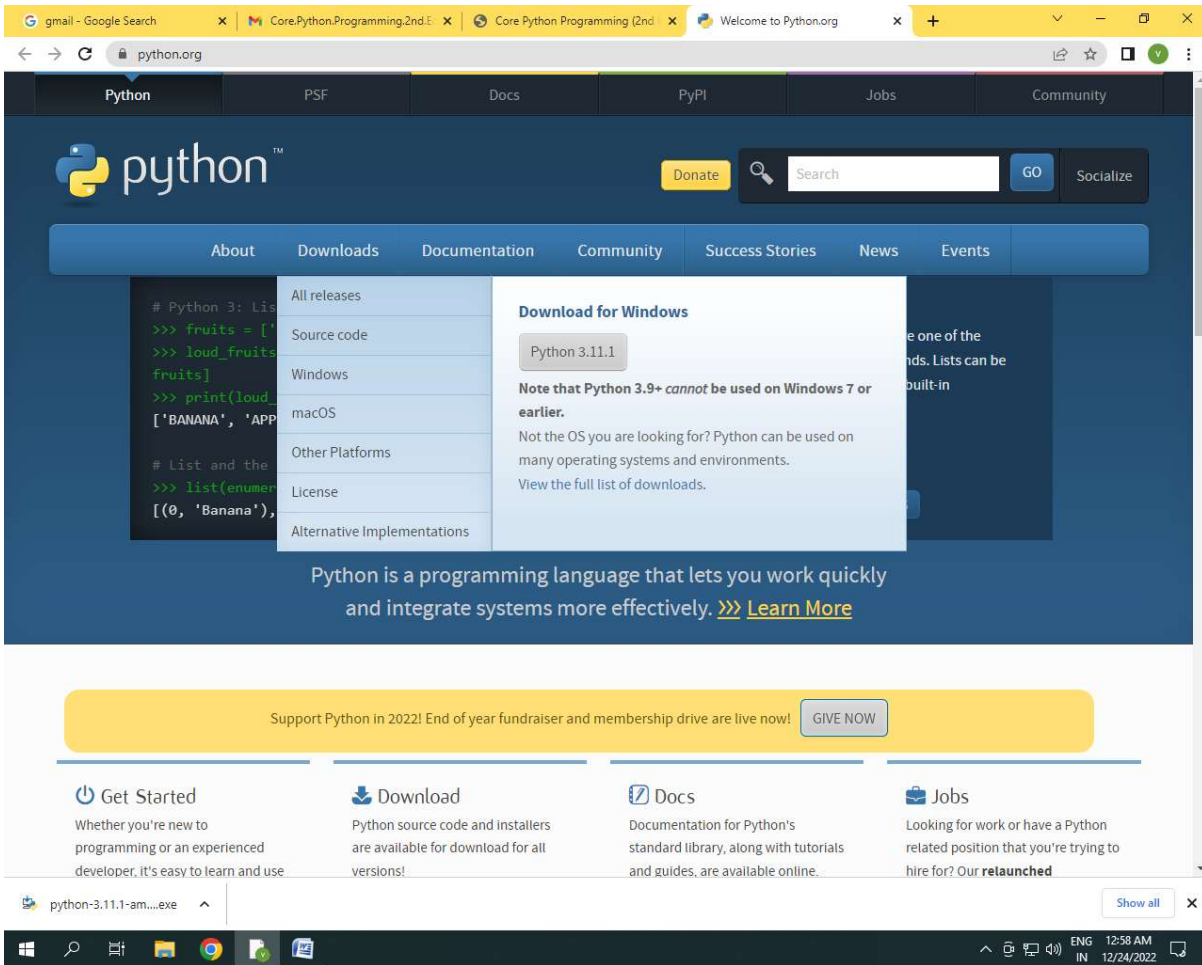 gmail - Google Search
Core.Python.Programming.2nd.E
Core Python Programming (2nd
Welcome to Python.org
python.org
V
Python PSF Docs PyPI Jobs Community
python™
Donate
Search
GO
Socialize
About Downloads Documentation Community Success Stories News Events
# Python 3: Lis
>>> fruits = ['
>>> loud_fruits
fruits]
>>> print(loud_
['BANANA', 'APP
# List and the
>>> list(enumer
[(0, 'Banana'),
All releases
Source code
Windows
macOS
Other Platforms
License
Alternative Implementations
Download for Windows
Python 3.11.1
Note that Python 3.9+ cannot be used on Windows 7 or
earlier.
Not the OS you are looking for? Python can be used on
many operating systems and environments.
View the full list of downloads.
e one of the
nds. Lists can be
built-in
Python is a programming language that lets you work quickly
and integrate systems more effectively. >>> Learn More
Support Python in 2022! End of year fundraiser and membership drive are live now! GIVE NOW
Get Started
Whether you're new to
programming or an experienced
developer, it's easy to learn and use
Download
Python source code and installers
are available for download for all
versions!
Docs
Documentation for Python's
standard library, along with tutorials
and guides, are available online.
Jobs
Looking for work or have a Python
related position that you're trying to
hire for? Our relaunched
python-3.11.1-am....exe
Show all
ENG 12:58 AM
IN 12/24/2022